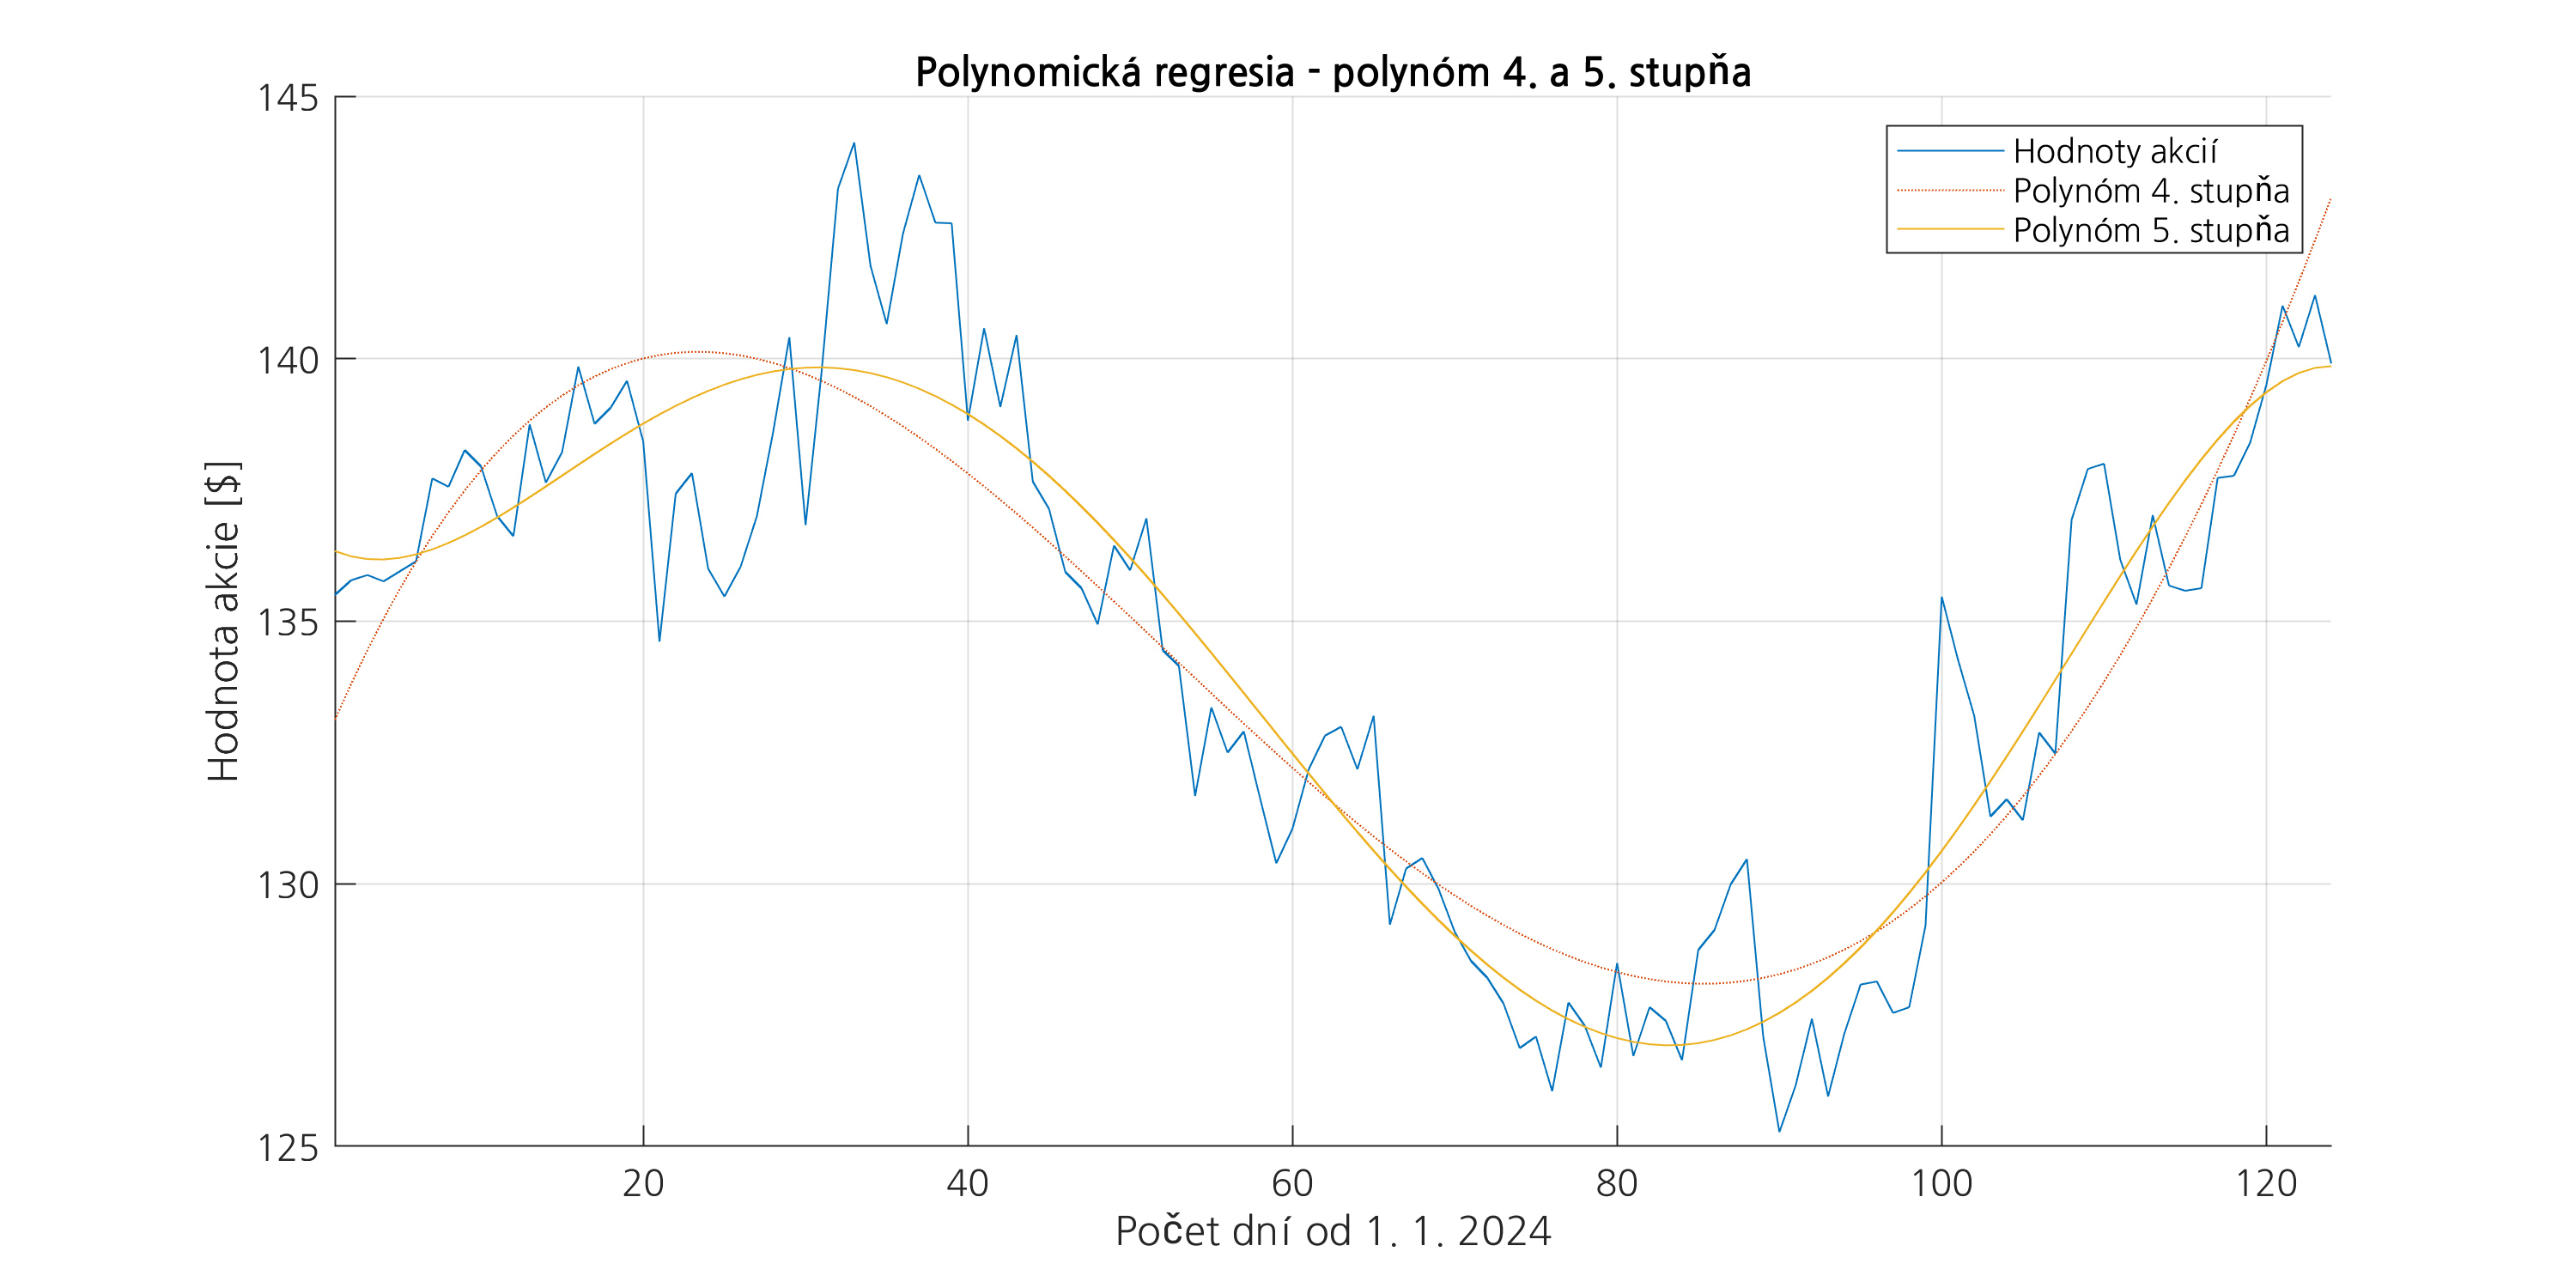 Polynomická regresia - polynóm 4. a 5. stupňa
145
140
135
130
125
Hodnota akcie [$]
Hodnoty akcií
Polynóm 4. stupňa
Polynóm 5. stupňa
20
40
60
80
100
120
Počet dní od 1. 1. 2024